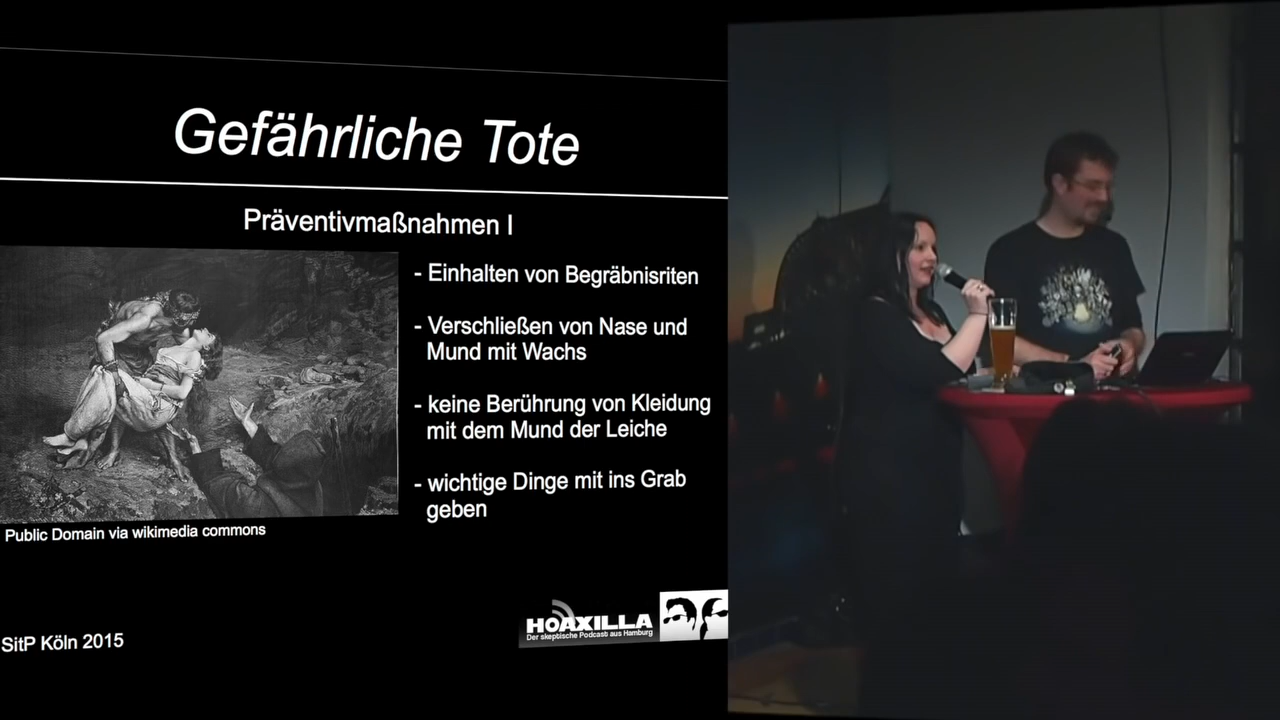 Gefährliche Tote
Präventivmaßnahmen I
- Einhalten von Begräbnisriten
- Verschließen von Nase und
Mund mit Wachs
- keine Berührung von Kleidung
mit dem Mund der Leiche
- wichtige Dinge mit ins Grab
geben
Public Domain via wikimedia commons
SitP Köln 2015
HOAXILLA
Der skeptische Podcast aus Hamburg